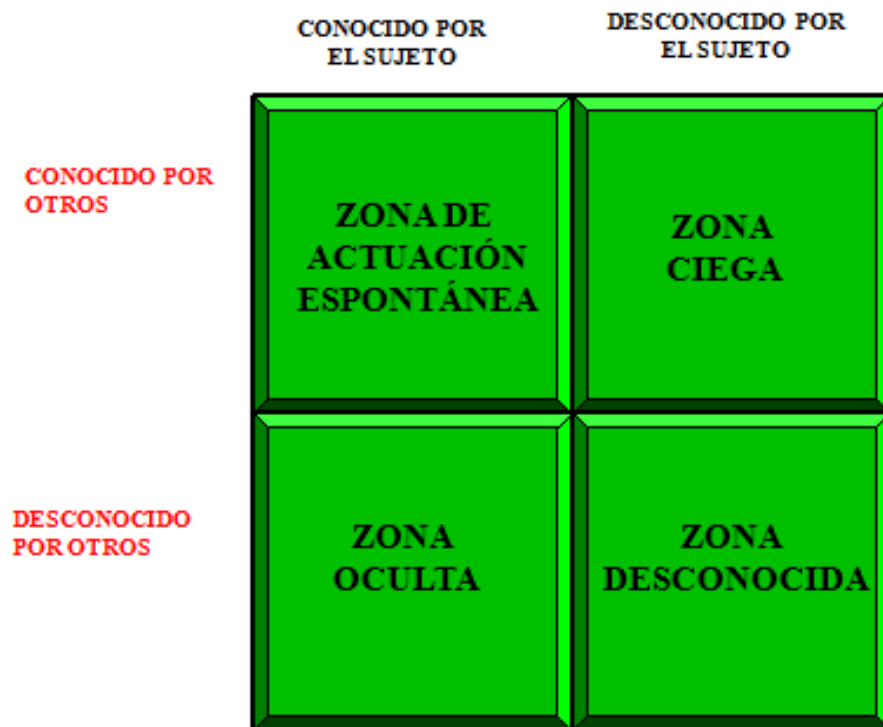 CONOCIDO POR
EL SUJETO
DESCONOCIDO POR
EL SUJETO
CONOCIDO POR
OTROS
ZONA DE
ACTUACIÓN
ESPONTÁNEA
ZONA
CIEGA
DESCONOCIDO
POR OTROS
ZONA
OCULTA
ZONA
DESCONOCIDA